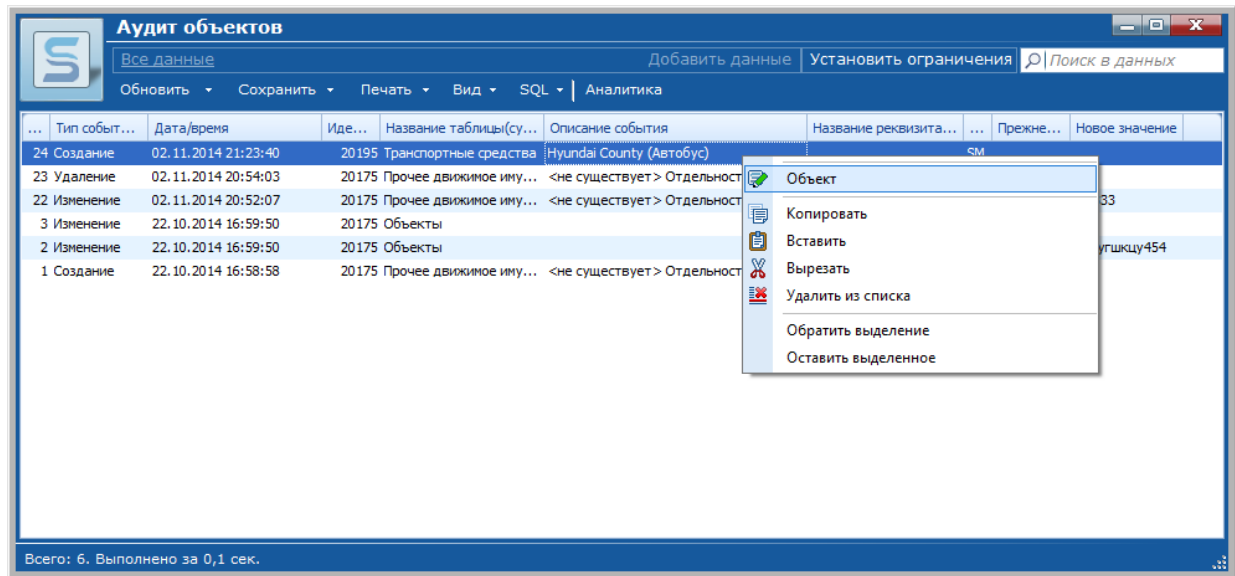 Аудит объектов
Все данные Добавить данные Установить ограничения Поиск в данных
Обновить Сохранить Печать Вид SQL Аналитика
... Тип событ... Дата/время Иде... Название таблицы(су... Описание события Название реквизита... ... Прежне... Новое значение
24 Создание 02.11.2014 21:23:40 20195 Транспортные средства Hyundai County (Автобус) SM
23 Удаление 02.11.2014 20:54:03 20175 Прочее движимое иму... <не существует> Отдельност
22 Изменение 02.11.2014 20:52:07 20175 Прочее движимое иму... <не существует> Отдельност 33
3 Изменение 22.10.2014 16:59:50 20175 Объекты
2 Изменение 22.10.2014 16:59:50 20175 Объекты угшкцу454
1 Создание 22.10.2014 16:58:58 20175 Прочее движимое иму... <не существует> Отдельност
Объект
Копировать
Вставить
Вырезать
Удалить из списка
Обратить выделение
Оставить выделенное
Всего: 6. Выполнено за 0,1 сек.